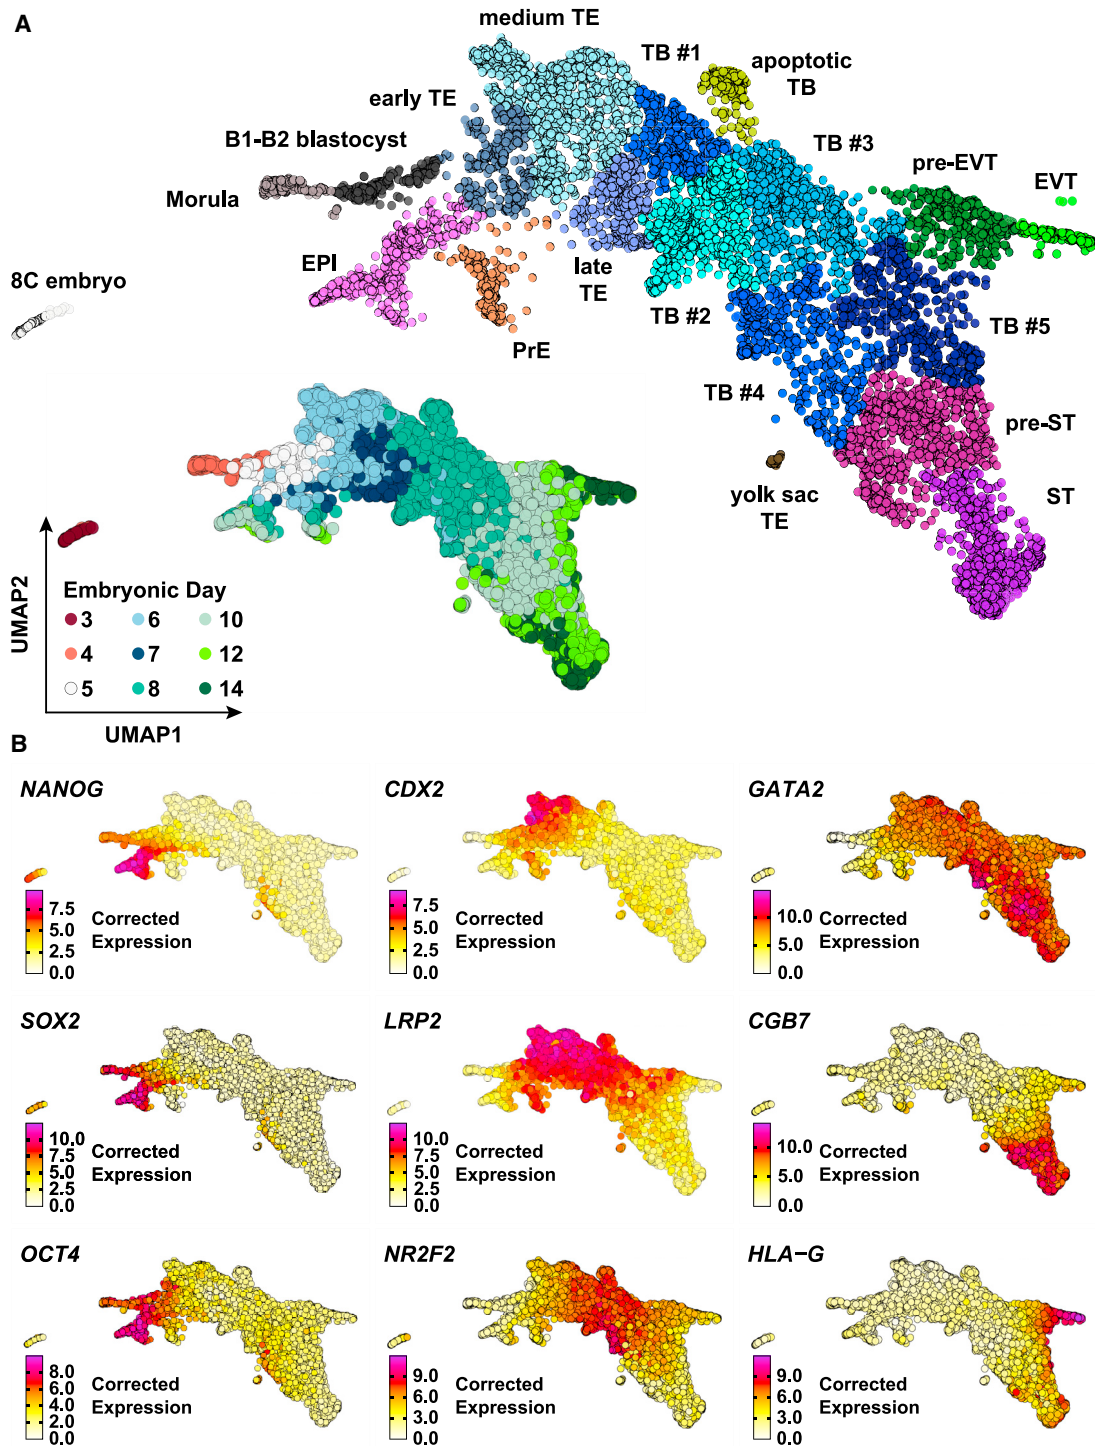 A
medium TE
TB #1
apoptotic
TB
early TE
TB #3
B1-B2 blastocyst
pre-EVT
EVT
Morula
8C embryo
EPI
late
TE
TB #2
TB #5
PrE
TB #4
pre-ST
yolk sac
TE
ST
UMAP2
UMAP1
Embryonic Day
3 6 10
4 7 12
5 8 14
B
NANOG
7.5
5.0
2.5
0.0
Corrected
Expression
CDX2
7.5
5.0
2.5
0.0
Corrected
Expression
GATA2
10.0
5.0
0.0
Corrected
Expression
SOX2
10.0
7.5
5.0
2.5
0.0
Corrected
Expression
LRP2
10.0
7.5
5.0
2.5
0.0
Corrected
Expression
CGB7
10.0
5.0
0.0
Corrected
Expression
OCT4
8.0
6.0
4.0
2.0
0.0
Corrected
Expression
NR2F2
9.0
6.0
3.0
0.0
Corrected
Expression
HLA−G
9.0
6.0
3.0
0.0
Corrected
Expression